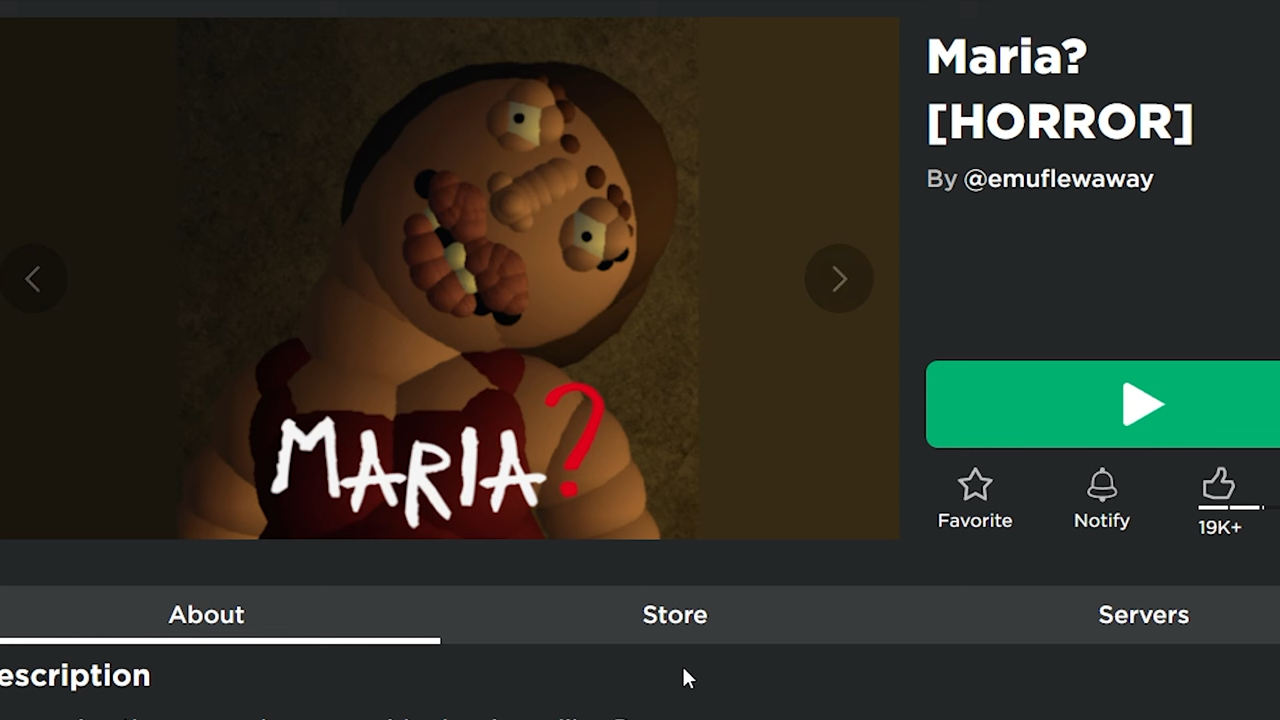 Maria?
[HORROR]
By @emuflewaway
MARIA?
Favorite
Notify
19K+
About
Store
Servers
escription